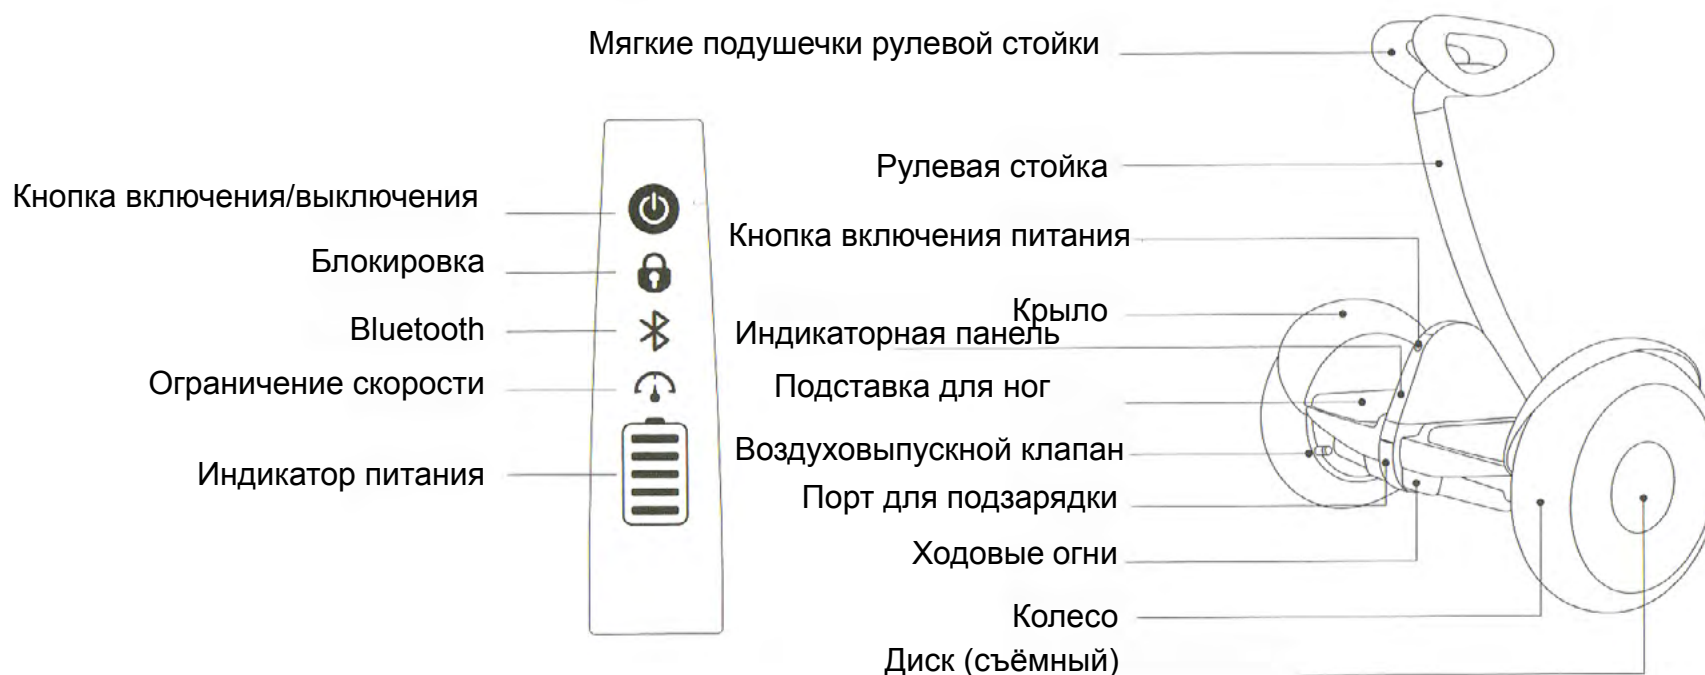 Мягкие подушечки рулевой стойки
Рулевая стойка
Кнопка включения/выключения
Кнопка включения питания
Блокировка
Крыло
Bluetooth
Индикаторная панель
Ограничение скорости
Подставка для ног
Воздуховыпускной клапан
Индикатор питания
Порт для подзарядки
Ходовые огни
Колесо
Диск (съёмный)